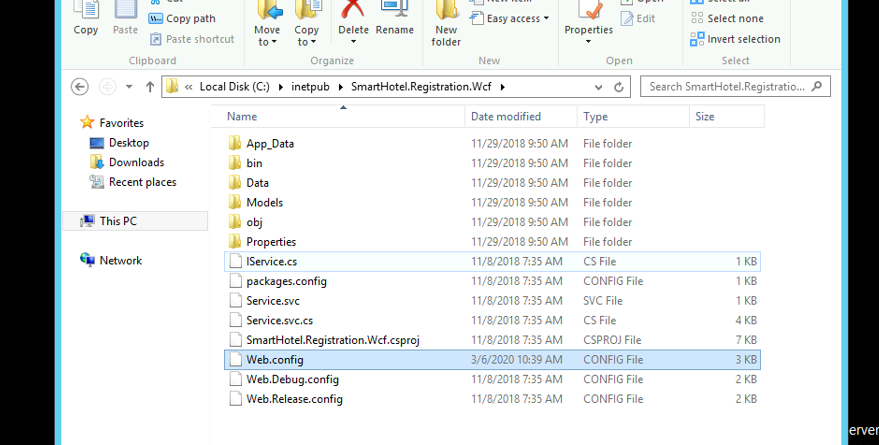 Cut
New item
Open
Select all
Copy
Paste
Copy path
Paste shortcut
Move to
Copy to
Delete
Rename
New folder
Easy access
Properties
Edit
Select none
Invert selection
Clipboard
Organize
New
Open
Select
« Local Disk (C:) inetpub SmartHotel.Registration.Wcf
Search SmartHotel.Registratio...
Favorites
Desktop
Downloads
Recent places
This PC
Network
Name Date modified Type Size
App_Data 11/29/2018 9:50 AM File folder
bin 11/29/2018 9:50 AM File folder
Data 11/29/2018 9:50 AM File folder
Models 11/29/2018 9:50 AM File folder
obj 11/29/2018 9:50 AM File folder
Properties 11/29/2018 9:50 AM File folder
IService.cs 11/8/2018 7:35 AM CS File 1 KB
packages.config 11/8/2018 7:35 AM CONFIG File 1 KB
Service.svc 11/8/2018 7:35 AM SVC File 1 KB
Service.svc.cs 11/8/2018 7:35 AM CS File 4 KB
SmartHotel.Registration.Wcf.csproj 11/8/2018 7:35 AM CSPROJ File 7 KB
Web.config 3/6/2020 10:39 AM CONFIG File 3 KB
Web.Debug.config 11/8/2018 7:35 AM CONFIG File 2 KB
Web.Release.config 11/8/2018 7:35 AM CONFIG File 2 KB
erver